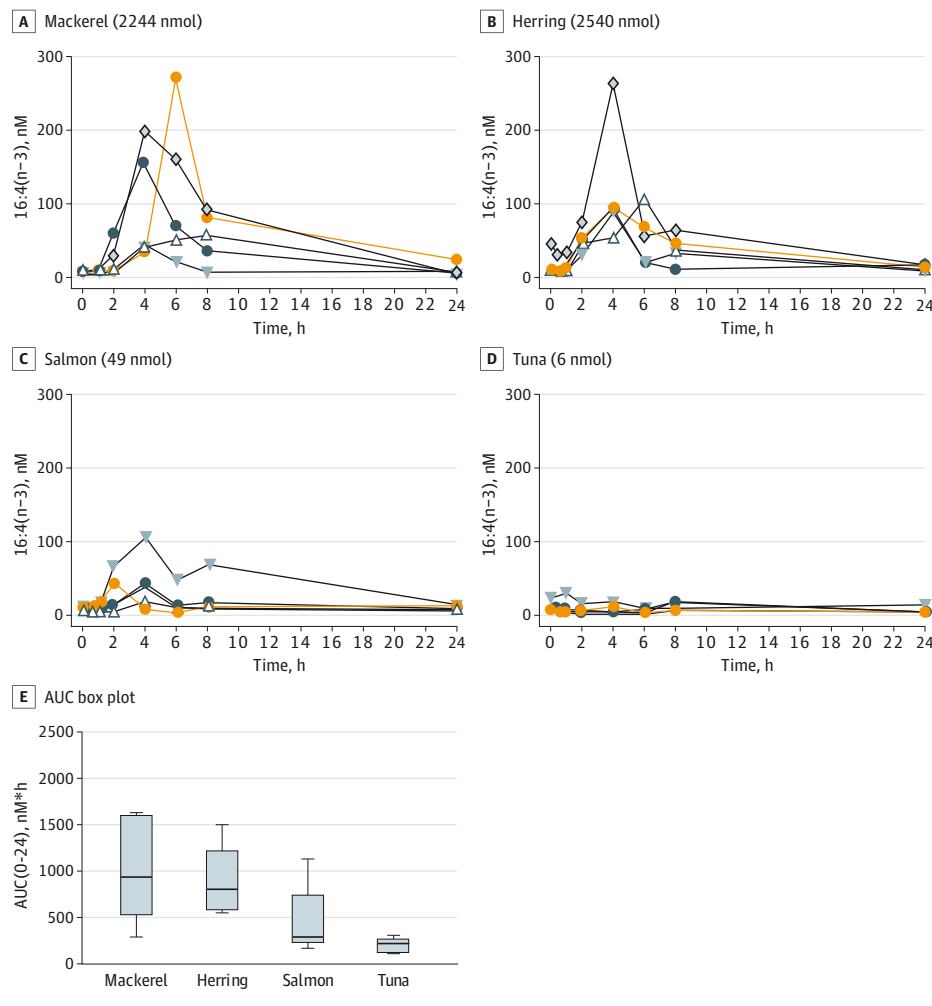 A Mackerel (2244 nmol)
300
200
100
0
16:4(n−3), nM
0 2 4 6 8 10 12 14 16 18 20 22 24
Time, h
B Herring (2540 nmol)
300
200
100
0
16:4(n−3), nM
0 2 4 6 8 10 12 14 16 18 20 22 24
Time, h
C Salmon (49 nmol)
300
200
100
0
16:4(n−3), nM
0 2 4 6 8 10 12 14 16 18 20 22 24
Time, h
D Tuna (6 nmol)
300
200
100
0
16:4(n−3), nM
0 2 4 6 8 10 12 14 16 18 20 22 24
Time, h
E AUC box plot
2500
2000
1500
1000
500
0
AUC(0-24), nM*h
Mackerel Herring Salmon Tuna